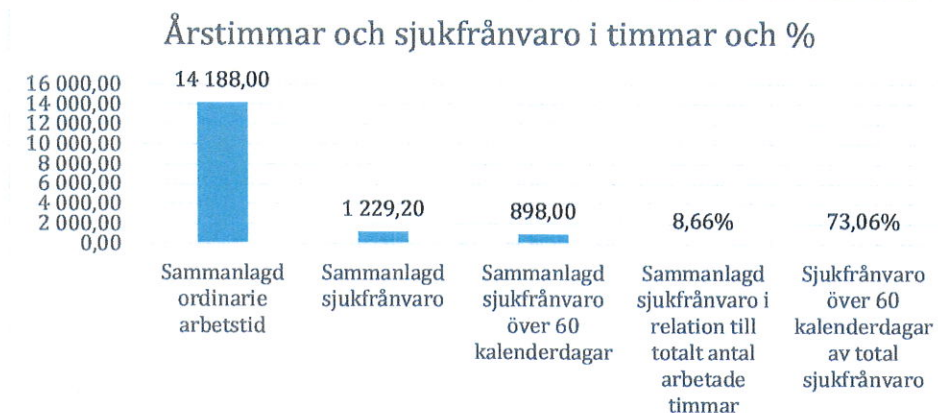 Årstimmar och sjukfrånvaro i timmar och %
16 000,00
14 000,00
12 000,00
10 000,00
8 000,00
6 000,00
4 000,00
2 000,00
0,00
14 188,00
1 229,20
898,00
8,66%
73,06%
Sammanlagd
ordinarie
arbetstid
Sammanlagd
sjukfrånvaro
Sammanlagd
sjukfrånvaro
över 60
kalenderdagar
Sammanlagd
sjukfrånvaro i
relation till
totalt antal
arbetade
timmar
Sjukfrånvaro
över 60
kalenderdagar
av total
sjukfrånvaro